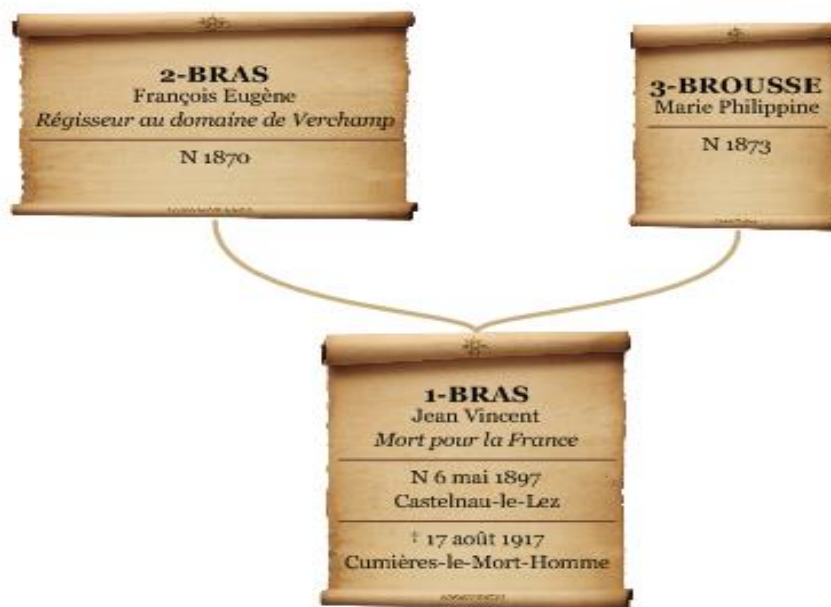 2-BRAS
François Eugène
Régisseur au domaine de Verchamp
N 1870
3-BROUSSE
Marie Philippine
N 1873
1-BRAS
Jean Vincent
Mort pour la France
N 6 mai 1897
Castelnau-le-Lez
† 17 août 1917
Cumières-le-Mort-Homme